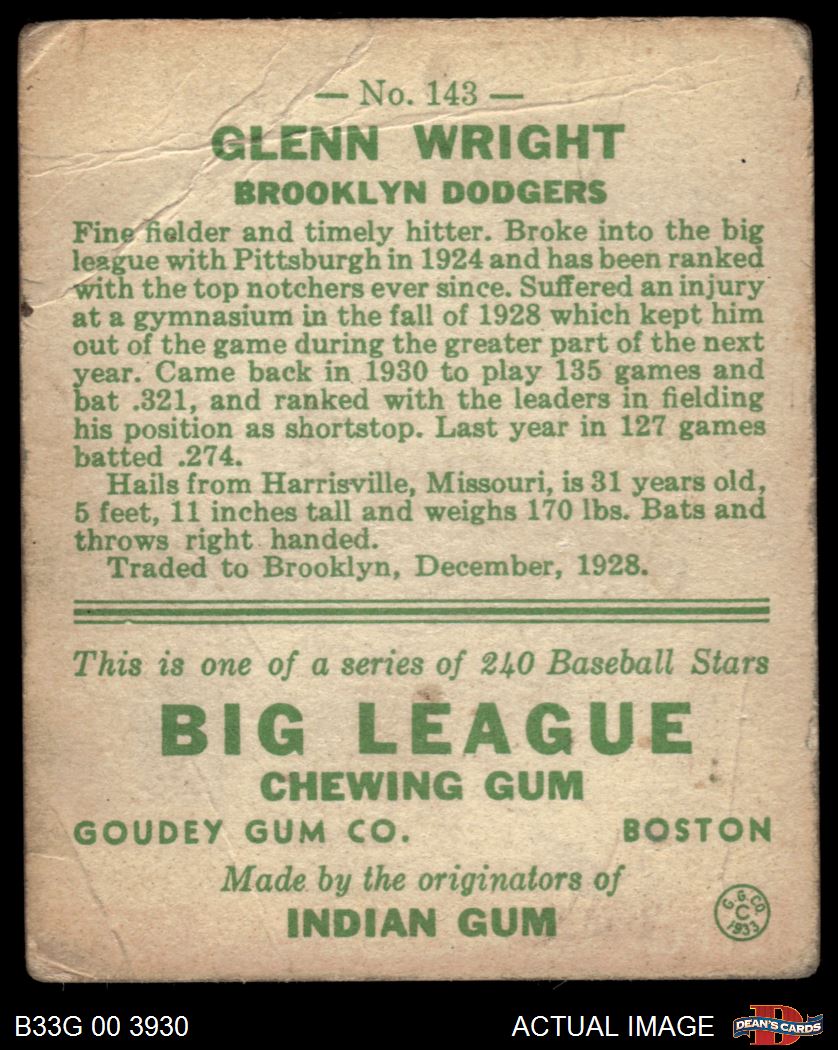 — No. 143 —
GLENN WRIGHT
BROOKLYN DODGERS
Fine fielder and timely hitter. Broke into the big
league with Pittsburgh in 1924 and has been ranked
with the top notchers ever since. Suffered an injury
at a gymnasium in the fall of 1928 which kept him
out of the game during the greater part of the next
year. Came back in 1930 to play 135 games and
bat .321, and ranked with the leaders in fielding
his position as shortstop. Last year in 127 games
batted .274.
Hails from Harrisville, Missouri, is 31 years old,
5 feet, 11 inches tall and weighs 170 lbs. Bats and
throws right handed.
Traded to Brooklyn, December, 1928.
This is one of a series of 240 Baseball Stars
BIG LEAGUE
CHEWING GUM
GOUDEY GUM CO. BOSTON
Made by the originators of
INDIAN GUM
G. G. CO.
C
1933
B33G 00 3930 ACTUAL IMAGE
D
DEAN'S CARDS